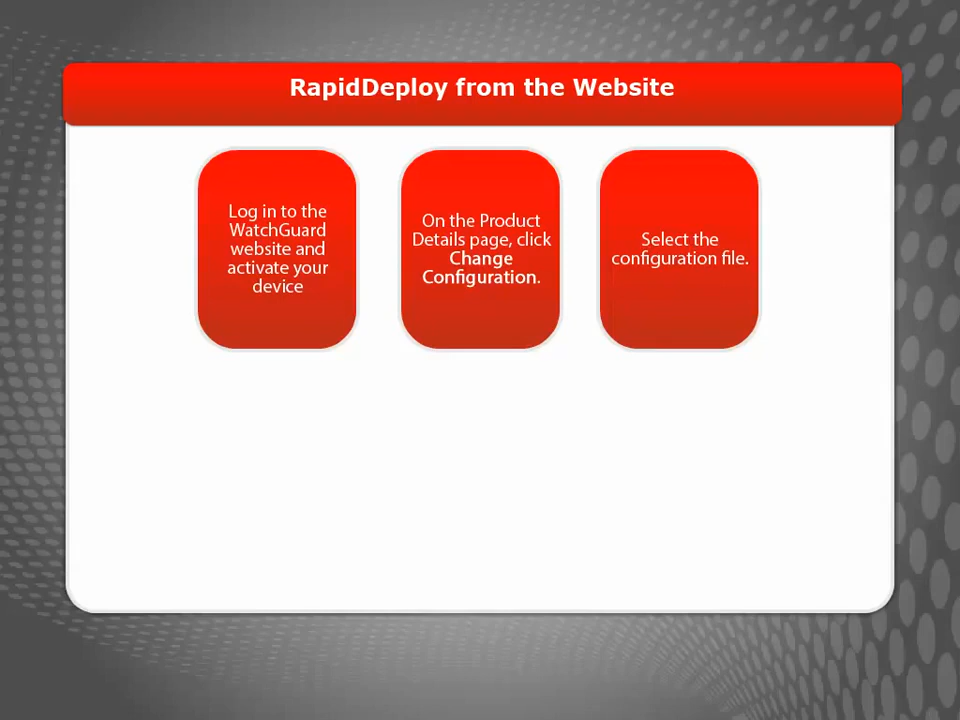 RapidDeploy from the Website
Log in to the
WatchGuard
website and
activate your
device
On the Product
Details page, click
Change
Configuration.
Select the
configuration file.